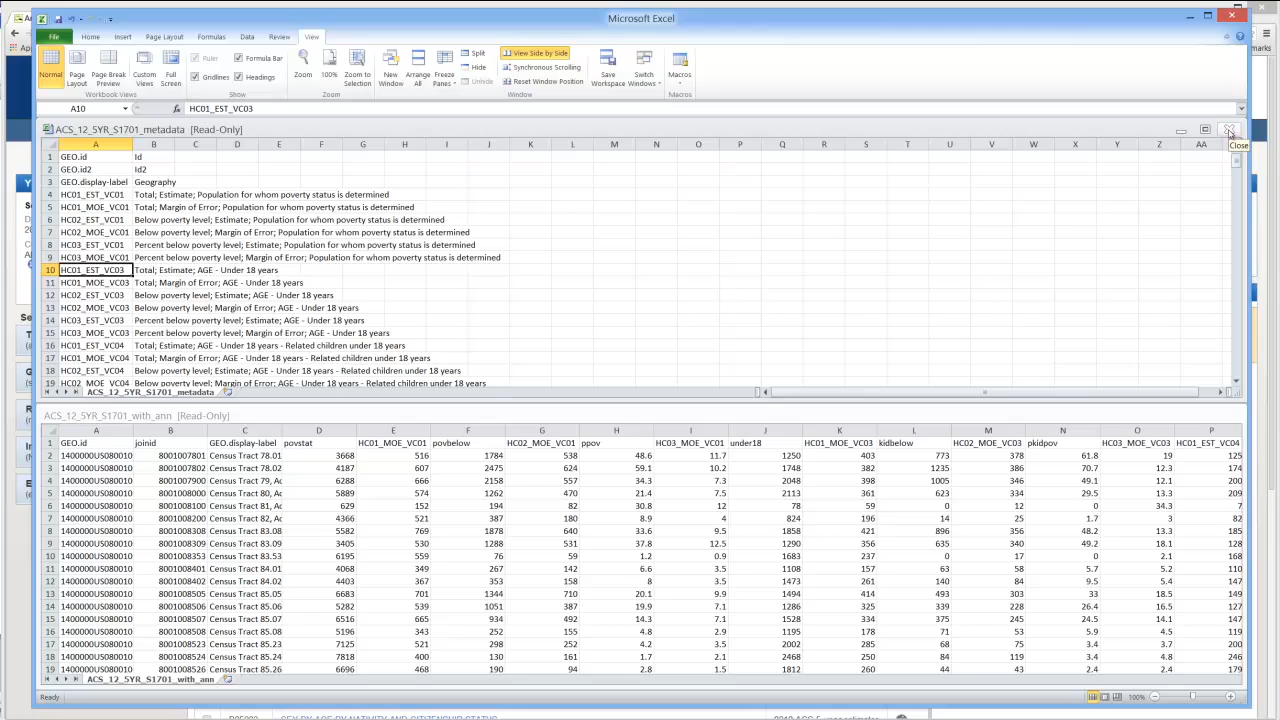 Microsoft Excel
File Home Insert Page Layout Formulas Data Review View
Normal Page Layout Page Break Preview Custom Views Full Screen Ruler Formula Bar Gridlines Headings Zoom 100% Zoom to Selection New Window Arrange All Freeze Panes Split Hide Unhide View Side by Side Synchronous Scrolling Reset Window Position Save Workspace Switch Windows Macros
Workbook Views Show Zoom Window Macros
A10 fx HC01_EST_VC03
ACS_12_5YR_S1701_metadata [Read-Only]
Close
A B C D E F G H I J K L M N O P Q R S T U V W X Y Z AA
1 GEO.id Id
2 GEO.id2 Id2
3 GEO.display-label Geography
4 HC01_EST_VC01 Total; Estimate; Population for whom poverty status is determined
5 HC01_MOE_VC01 Total; Margin of Error; Population for whom poverty status is determined
6 HC02_EST_VC01 Below poverty level; Estimate; Population for whom poverty status is determined
7 HC02_MOE_VC01 Below poverty level; Margin of Error; Population for whom poverty status is determined
8 HC03_EST_VC01 Percent below poverty level; Estimate; Population for whom poverty status is determined
9 HC03_MOE_VC01 Percent below poverty level; Margin of Error; Population for whom poverty status is determined
10 HC01_EST_VC03 Total; Estimate; AGE - Under 18 years
11 HC01_MOE_VC03 Total; Margin of Error; AGE - Under 18 years
12 HC02_EST_VC03 Below poverty level; Estimate; AGE - Under 18 years
13 HC02_MOE_VC03 Below poverty level; Margin of Error; AGE - Under 18 years
14 HC03_EST_VC03 Percent below poverty level; Estimate; AGE - Under 18 years
15 HC03_MOE_VC03 Percent below poverty level; Margin of Error; AGE - Under 18 years
16 HC01_EST_VC04 Total; Estimate; AGE - Under 18 years - Related children under 18 years
17 HC01_MOE_VC04 Total; Margin of Error; AGE - Under 18 years - Related children under 18 years
18 HC02_EST_VC04 Below poverty level; Estimate; AGE - Under 18 years - Related children under 18 years
19 HC02_MOE_VC04 Below poverty level; Margin of Error; AGE - Under 18 years - Related children under 18 years
ACS_12_5YR_S1701_metadata
ACS_12_5YR_S1701_with_ann [Read-Only]
A B C D E F G H I J K L M N O P
1 GEO.id joinid GEO.display-label povstat HC01_MOE_VC01 povbelow HC02_MOE_VC01 ppov HC03_MOE_VC01 under18 HC01_MOE_VC03 kidbelow HC02_MOE_VC03 pkidpov HC03_MOE_VC03 HC01_EST_VC04
2 1400000US080010 8001007801 Census Tract 78.01 3668 516 1784 538 48.6 11.7 1250 403 773 378 61.8 19 125
3 1400000US080010 8001007802 Census Tract 78.02 4187 607 2475 624 59.1 10.2 1748 382 1235 386 70.7 12.3 174
4 1400000US080010 8001007900 Census Tract 79, Ac 6288 666 2158 557 34.3 7.3 2048 398 1005 346 49.1 12.1 200
5 1400000US080010 8001008000 Census Tract 80, Ac 5889 574 1262 470 21.4 7.5 2113 361 623 334 29.5 13.3 209
6 1400000US080010 8001008100 Census Tract 81, Ac 629 152 194 82 30.8 12 78 59 0 12 0 34.3 7
7 1400000US080010 8001008200 Census Tract 82, Ac 4366 521 387 180 8.9 4 824 196 14 25 1.7 3 82
8 1400000US080010 8001008308 Census Tract 83.08 5582 769 1878 640 33.6 9.5 1858 421 896 356 48.2 13.3 185
9 1400000US080010 8001008309 Census Tract 83.09 3405 530 1288 531 37.8 12.5 1290 356 635 340 49.2 18.1 128
10 1400000US080010 8001008353 Census Tract 83.53 6195 559 76 59 1.2 0.9 1683 237 0 17 0 2.1 168
11 1400000US080010 8001008401 Census Tract 84.01 4068 349 267 142 6.6 3.5 1108 157 63 58 5.7 5.2 110
12 1400000US080010 8001008402 Census Tract 84.02 4403 367 353 158 8 3.5 1473 261 140 84 9.5 5.4 147
13 1400000US080010 8001008505 Census Tract 85.05 6683 701 1344 710 20.1 9.9 1494 414 493 303 33 18.5 149
14 1400000US080010 8001008506 Census Tract 85.06 5282 539 1051 387 19.9 7.1 1286 325 339 228 26.4 16.5 127
15 1400000US080010 8001008507 Census Tract 85.07 6516 665 934 492 14.3 7.1 1528 334 375 245 24.5 14.5 147
16 1400000US080010 8001008508 Census Tract 85.08 5196 343 252 155 4.8 2.9 1195 178 71 53 5.9 4.5 119
17 1400000US080010 8001008523 Census Tract 85.23 7125 521 298 252 4.2 3.5 2002 285 68 75 3.4 3.7 200
18 1400000US080010 8001008524 Census Tract 85.24 7818 400 130 161 1.7 2.1 2468 250 84 119 3.4 4.8 246
19 1400000US080010 8001008526 Census Tract 85.26 6696 468 190 94 2.8 1.5 1812 260 44 43 2.4 2.4 179
ACS_12_5YR_S1701_with_ann
Ready 100%